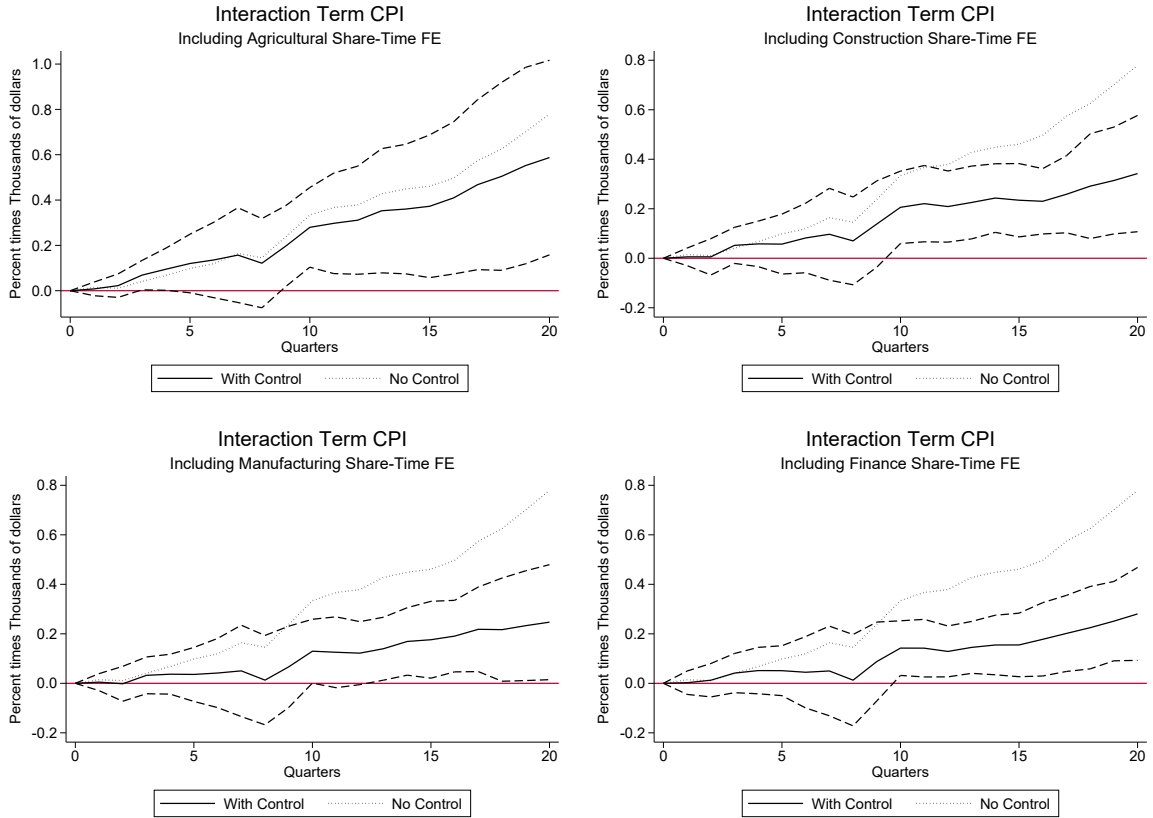 Interaction Term CPI
Including Agricultural Share-Time FE
Percent times Thousands of dollars
1.0
0.8
0.6
0.4
0.2
0.0
0 5 10 15 20
Quarters
With Control No Control
Interaction Term CPI
Including Construction Share-Time FE
Percent times Thousands of dollars
0.8
0.6
0.4
0.2
0.0
-0.2
0 5 10 15 20
Quarters
With Control No Control
Interaction Term CPI
Including Manufacturing Share-Time FE
Percent times Thousands of dollars
0.8
0.6
0.4
0.2
0.0
-0.2
0 5 10 15 20
Quarters
With Control No Control
Interaction Term CPI
Including Finance Share-Time FE
Percent times Thousands of dollars
0.8
0.6
0.4
0.2
0.0
-0.2
0 5 10 15 20
Quarters
With Control No Control